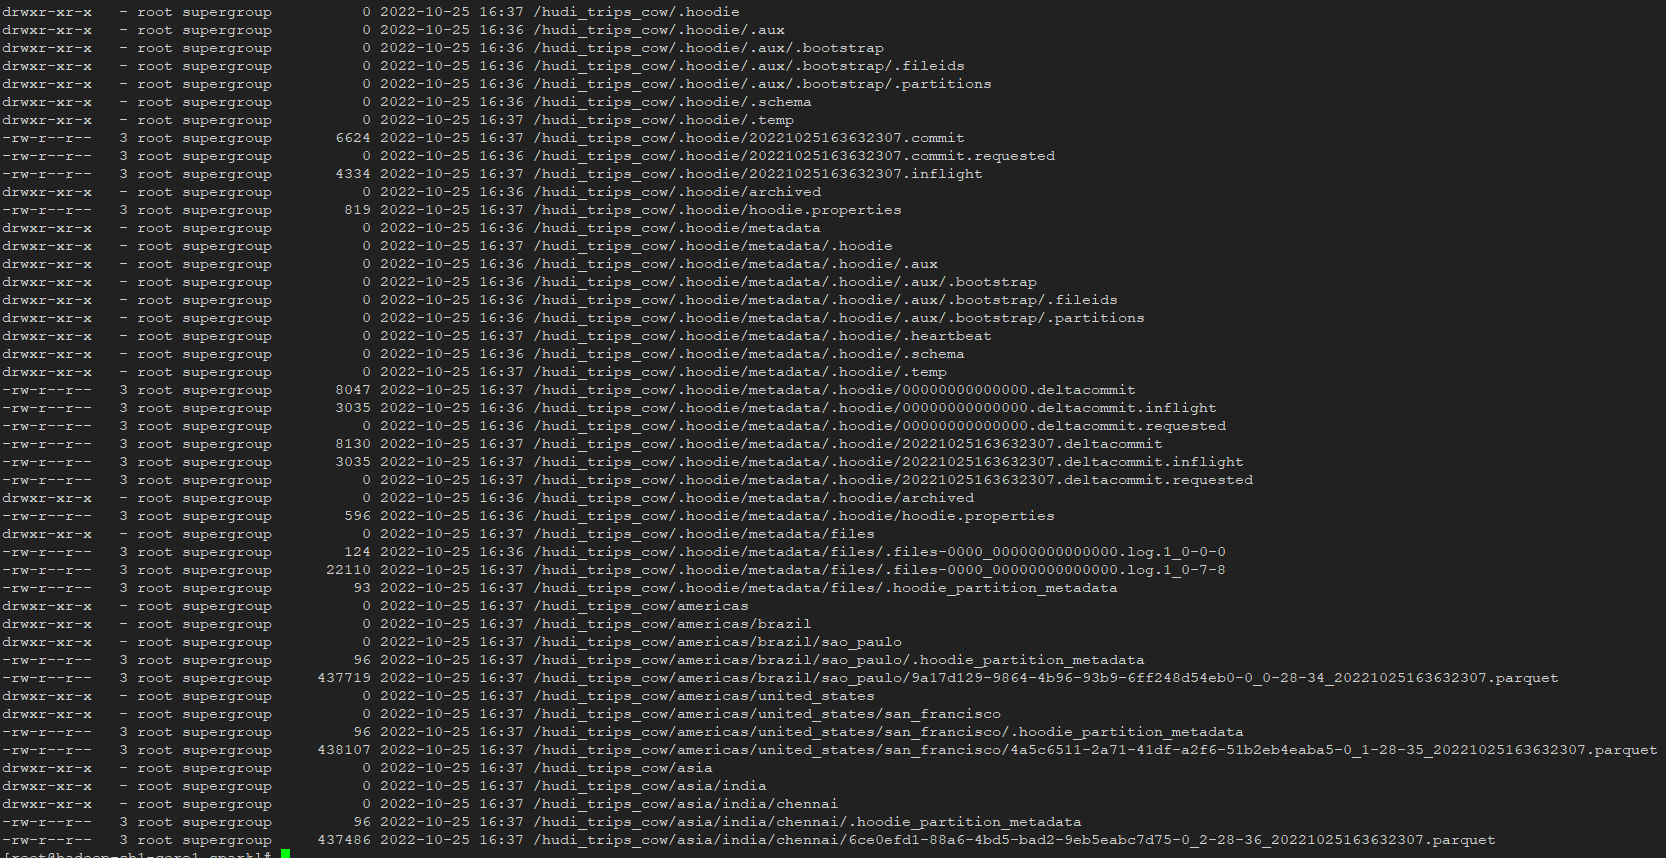 drwxr-xr-x   - root supergroup          0 2022-10-25 16:37 /hudi_trips_cow/.hoodie
drwxr-xr-x   - root supergroup          0 2022-10-25 16:36 /hudi_trips_cow/.hoodie/.aux
drwxr-xr-x   - root supergroup          0 2022-10-25 16:36 /hudi_trips_cow/.hoodie/.aux/.bootstrap
drwxr-xr-x   - root supergroup          0 2022-10-25 16:36 /hudi_trips_cow/.hoodie/.aux/.bootstrap/.fileids
drwxr-xr-x   - root supergroup          0 2022-10-25 16:36 /hudi_trips_cow/.hoodie/.aux/.bootstrap/.partitions
drwxr-xr-x   - root supergroup          0 2022-10-25 16:36 /hudi_trips_cow/.hoodie/.schema
drwxr-xr-x   - root supergroup          0 2022-10-25 16:37 /hudi_trips_cow/.hoodie/.temp
-rw-r--r--   3 root supergroup       6624 2022-10-25 16:37 /hudi_trips_cow/.hoodie/20221025163632307.commit
-rw-r--r--   3 root supergroup          0 2022-10-25 16:36 /hudi_trips_cow/.hoodie/20221025163632307.commit.requested
-rw-r--r--   3 root supergroup       4334 2022-10-25 16:37 /hudi_trips_cow/.hoodie/20221025163632307.inflight
drwxr-xr-x   - root supergroup          0 2022-10-25 16:36 /hudi_trips_cow/.hoodie/archived
-rw-r--r--   3 root supergroup        819 2022-10-25 16:37 /hudi_trips_cow/.hoodie/hoodie.properties
drwxr-xr-x   - root supergroup          0 2022-10-25 16:36 /hudi_trips_cow/.hoodie/metadata
drwxr-xr-x   - root supergroup          0 2022-10-25 16:37 /hudi_trips_cow/.hoodie/metadata/.hoodie
drwxr-xr-x   - root supergroup          0 2022-10-25 16:36 /hudi_trips_cow/.hoodie/metadata/.hoodie/.aux
drwxr-xr-x   - root supergroup          0 2022-10-25 16:36 /hudi_trips_cow/.hoodie/metadata/.hoodie/.aux/.bootstrap
drwxr-xr-x   - root supergroup          0 2022-10-25 16:36 /hudi_trips_cow/.hoodie/metadata/.hoodie/.aux/.bootstrap/.fileids
drwxr-xr-x   - root supergroup          0 2022-10-25 16:36 /hudi_trips_cow/.hoodie/metadata/.hoodie/.aux/.bootstrap/.partitions
drwxr-xr-x   - root supergroup          0 2022-10-25 16:37 /hudi_trips_cow/.hoodie/metadata/.hoodie/.heartbeat
drwxr-xr-x   - root supergroup          0 2022-10-25 16:36 /hudi_trips_cow/.hoodie/metadata/.hoodie/.schema
drwxr-xr-x   - root supergroup          0 2022-10-25 16:37 /hudi_trips_cow/.hoodie/metadata/.hoodie/.temp
-rw-r--r--   3 root supergroup       8047 2022-10-25 16:37 /hudi_trips_cow/.hoodie/metadata/.hoodie/00000000000000.deltacommit
-rw-r--r--   3 root supergroup       3035 2022-10-25 16:36 /hudi_trips_cow/.hoodie/metadata/.hoodie/00000000000000.deltacommit.inflight
-rw-r--r--   3 root supergroup          0 2022-10-25 16:36 /hudi_trips_cow/.hoodie/metadata/.hoodie/00000000000000.deltacommit.requested
-rw-r--r--   3 root supergroup       8130 2022-10-25 16:37 /hudi_trips_cow/.hoodie/metadata/.hoodie/20221025163632307.deltacommit
-rw-r--r--   3 root supergroup       3035 2022-10-25 16:37 /hudi_trips_cow/.hoodie/metadata/.hoodie/20221025163632307.deltacommit.inflight
-rw-r--r--   3 root supergroup          0 2022-10-25 16:37 /hudi_trips_cow/.hoodie/metadata/.hoodie/20221025163632307.deltacommit.requested
drwxr-xr-x   - root supergroup          0 2022-10-25 16:36 /hudi_trips_cow/.hoodie/metadata/.hoodie/archived
-rw-r--r--   3 root supergroup        596 2022-10-25 16:36 /hudi_trips_cow/.hoodie/metadata/.hoodie/hoodie.properties
drwxr-xr-x   - root supergroup          0 2022-10-25 16:37 /hudi_trips_cow/.hoodie/metadata/files
-rw-r--r--   3 root supergroup        124 2022-10-25 16:36 /hudi_trips_cow/.hoodie/metadata/files/.files-0000_00000000000000.log.1_0-0-0
-rw-r--r--   3 root supergroup      22110 2022-10-25 16:37 /hudi_trips_cow/.hoodie/metadata/files/.files-0000_00000000000000.log.1_0-7-8
-rw-r--r--   3 root supergroup         93 2022-10-25 16:37 /hudi_trips_cow/.hoodie/metadata/files/.hoodie_partition_metadata
drwxr-xr-x   - root supergroup          0 2022-10-25 16:37 /hudi_trips_cow/americas
drwxr-xr-x   - root supergroup          0 2022-10-25 16:37 /hudi_trips_cow/americas/brazil
drwxr-xr-x   - root supergroup          0 2022-10-25 16:37 /hudi_trips_cow/americas/brazil/sao_paulo
-rw-r--r--   3 root supergroup         96 2022-10-25 16:37 /hudi_trips_cow/americas/brazil/sao_paulo/.hoodie_partition_metadata
-rw-r--r--   3 root supergroup     437719 2022-10-25 16:37 /hudi_trips_cow/americas/brazil/sao_paulo/9a17d129-9864-4b96-93b9-6ff248d54eb0-0_0-28-34_20221025163632307.parquet
drwxr-xr-x   - root supergroup          0 2022-10-25 16:37 /hudi_trips_cow/americas/united_states
drwxr-xr-x   - root supergroup          0 2022-10-25 16:37 /hudi_trips_cow/americas/united_states/san_francisco
-rw-r--r--   3 root supergroup         96 2022-10-25 16:37 /hudi_trips_cow/americas/united_states/san_francisco/.hoodie_partition_metadata
-rw-r--r--   3 root supergroup     438107 2022-10-25 16:37 /hudi_trips_cow/americas/united_states/san_francisco/4a5c6511-2a71-41df-a2f6-51b2eb4eaba5-0_1-28-35_20221025163632307.parquet
drwxr-xr-x   - root supergroup          0 2022-10-25 16:37 /hudi_trips_cow/asia
drwxr-xr-x   - root supergroup          0 2022-10-25 16:37 /hudi_trips_cow/asia/india
drwxr-xr-x   - root supergroup          0 2022-10-25 16:37 /hudi_trips_cow/asia/india/chennai
-rw-r--r--   3 root supergroup         96 2022-10-25 16:37 /hudi_trips_cow/asia/india/chennai/.hoodie_partition_metadata
-rw-r--r--   3 root supergroup     437486 2022-10-25 16:37 /hudi_trips_cow/asia/india/chennai/6ce0efd1-88a6-4bd5-bad2-9eb5eabc7d75-0_2-28-36_20221025163632307.parquet